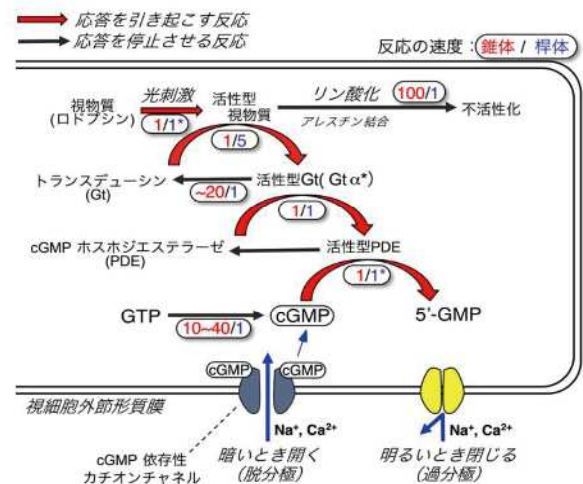 応答を引き起こす反応
応答を停止させる反応
反応の速度:錐体 / 桿体
光刺激
視物質
(ロドプシン)
1/1*
活性型
視物質
リン酸化
100/1
アレスチン結合
不活性化
1/5
トランスデューシン
(Gt)
~20/1
活性型Gt( Gtα*)
1/1
cGMP ホスホジエステラーゼ
(PDE)
活性型PDE
1/1*
GTP
10~40/1
cGMP
5'-GMP
cGMP
cGMP
視細胞外節形質膜
Na⁺, Ca²⁺
Na⁺, Ca²⁺
cGMP 依存性
カチオンチャネル
暗いとき開く
(脱分極)
明るいとき閉じる
(過分極)